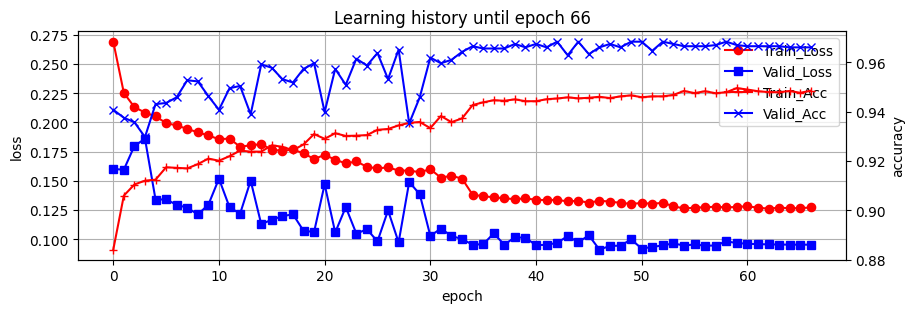 Learning history until epoch 66
0.275
0.250
0.225
0.200
0.175
0.150
0.125
0.100
loss
0
10
20
30
40
50
60
epoch
0.96
0.94
0.92
0.90
0.88
accuracy
Train_Loss
Valid_Loss
Train_Acc
Valid_Acc